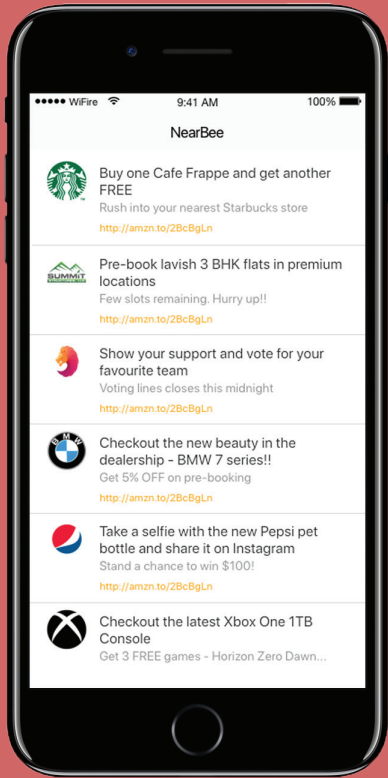 WiFire 9:41 AM 100%
NearBee
Buy one Cafe Frappe and get another
FREE
Rush into your nearest Starbucks store
http://amzn.to/2BcBgLn
SUMMIT
Pre-book lavish 3 BHK flats in premium
locations
Few slots remaining. Hurry up!!
http://amzn.to/2BcBgLn
Show your support and vote for your
favourite team
Voting lines closes this midnight
http://amzn.to/2BcBgLn
BMW
Checkout the new beauty in the
dealership - BMW 7 series!!
Get 5% OFF on pre-booking
http://amzn.to/2BcBgLn
Take a selfie with the new Pepsi pet
bottle and share it on Instagram
Stand a chance to win $100!
http://amzn.to/2BcBgLn
Checkout the latest Xbox One 1TB
Console
Get 3 FREE games - Horizon Zero Dawn...